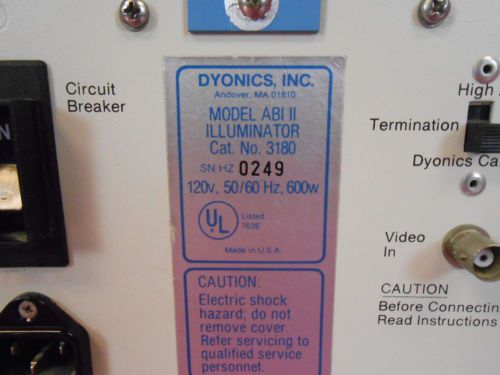 Circuit
Breaker
DYONICS, INC.
Andover, MA 01810
MODEL ABI II
ILLUMINATOR
Cat. No. 3180
SN HZ 0249
120v, 50/60 Hz, 600w
UL Listed
763E
Made in U.S.A.
CAUTION:
Electric shock
hazard; do not
remove cover.
Refer servicing to
qualified service
personnel.
High
Termination
Dyonics Ca
Video
In
CAUTION
Before Connectin
Read Instructions